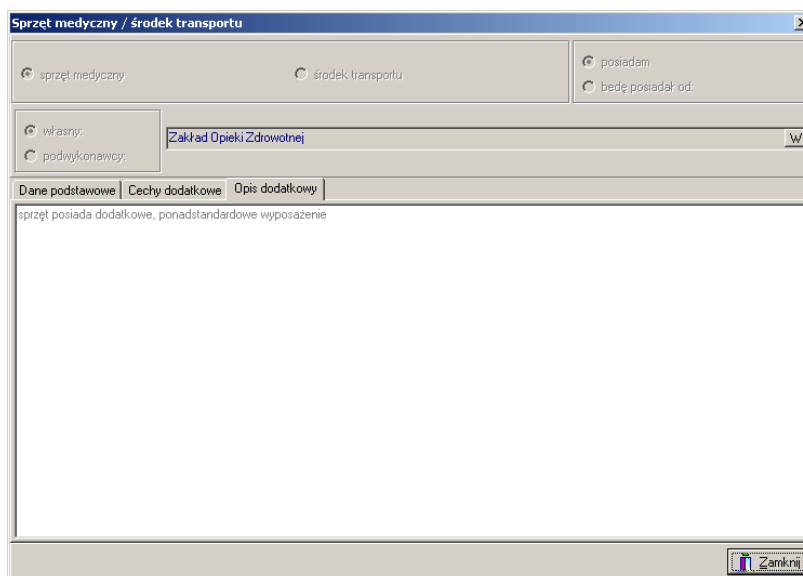 Sprzęt medyczny / środek transportu
sprzęt medyczny środek transportu posiadam
bedę posiadał od:
własny:
podwykonawcy:
Zakład Opieki Zdrowotnej W
Dane podstawowe Cechy dodatkowe Opis dodatkowy
sprzęt posiada dodatkowe, ponadstandardowe wyposażenie
Zamknij